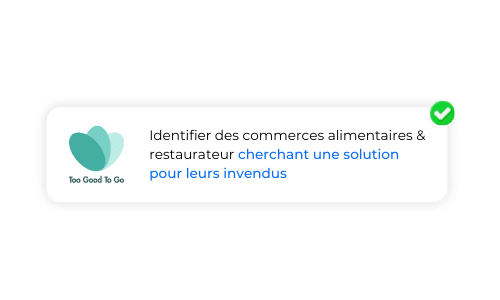 Identifier des commerces alimentaires &
restaurateur cherchant une solution
pour leurs invendus
Too Good To Go